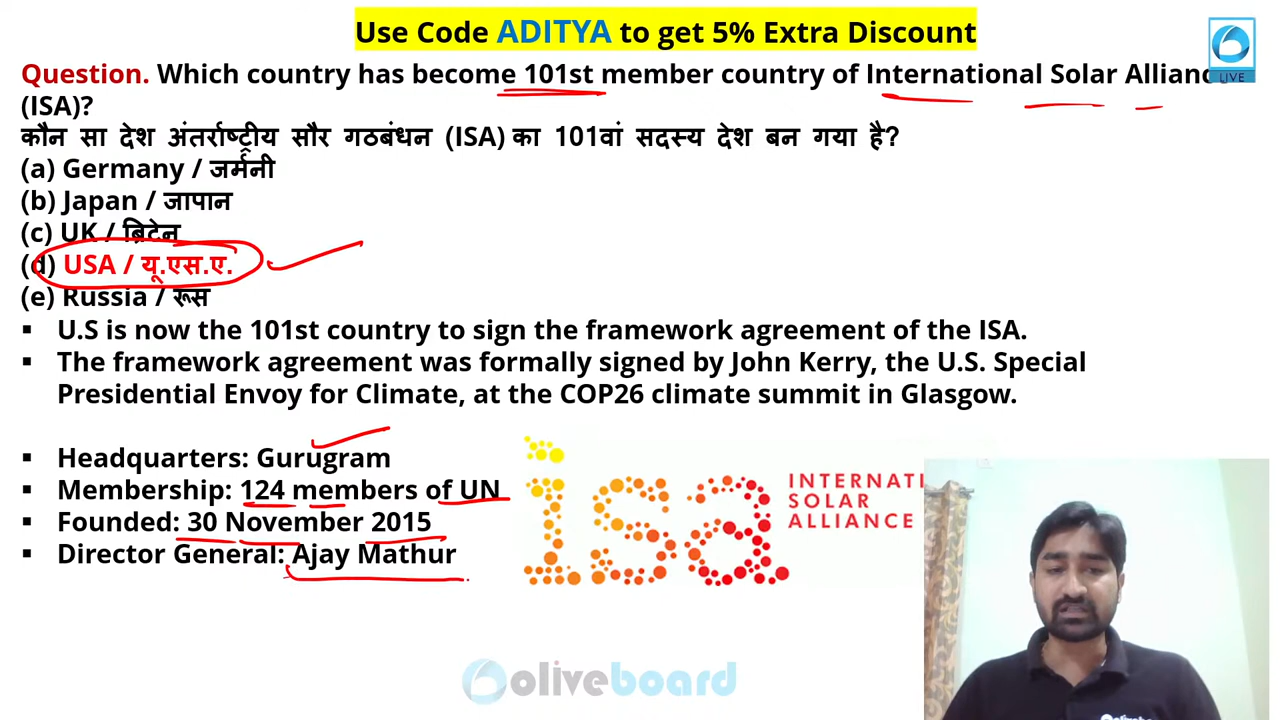 Use Code ADITYA to get 5% Extra Discount
LIVE
Question. Which country has become 101st member country of International Solar Alliance
(ISA)?
कौन सा देश अंतर्राष्ट्रीय सौर गठबंधन (ISA) का 101वां सदस्य देश बन गया है?
(a) Germany / जर्मनी
(b) Japan / जापान
(c) UK / ब्रिटेन
(d) USA / यू.एस.ए.
(e) Russia / रूस
▪ U.S is now the 101st country to sign the framework agreement of the ISA.
▪ The framework agreement was formally signed by John Kerry, the U.S. Special
Presidential Envoy for Climate, at the COP26 climate summit in Glasgow.
▪ Headquarters: Gurugram
▪ Membership: 124 members of UN
▪ Founded: 30 November 2015
▪ Director General: Ajay Mathur
isa
INTERNATI
SOLAR
ALLIANCE
oliveboard